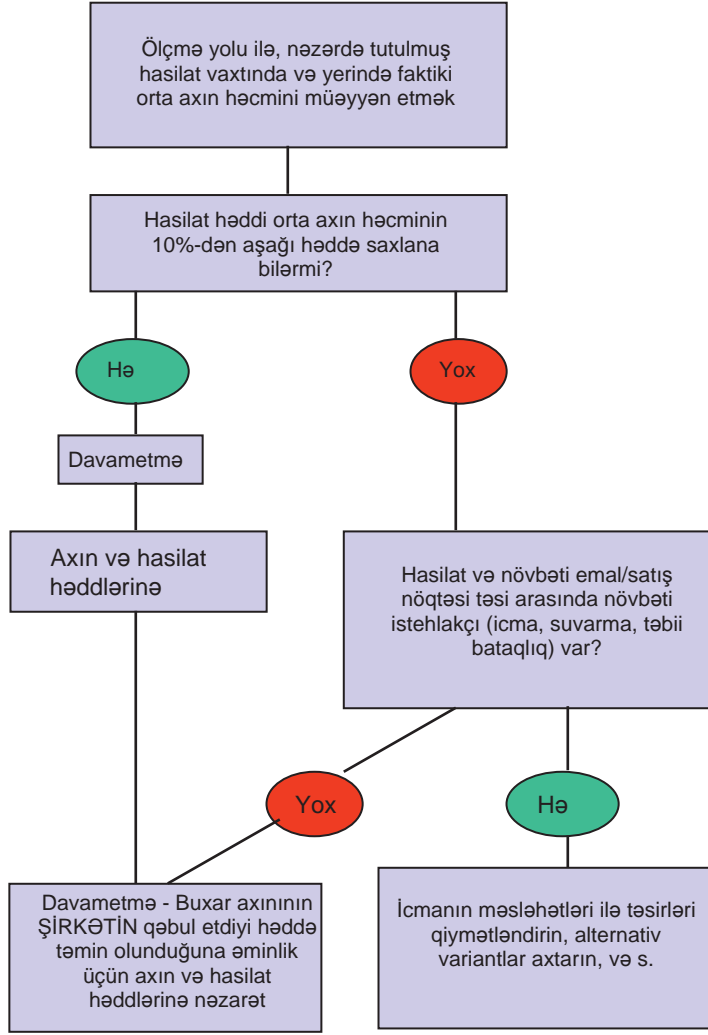 Ölçmə yolu ilə, nəzərdə tutulmuş
hasilat vaxtında və yerində faktiki
orta axın həcmini müəyyən etmək
Hasilat həddi orta axın həcminin
10%-dən aşağı həddə saxlana
bilərmi?
Hə
Yox
Davametmə
Axın və hasilat
həddlərinə
Hasilat və növbəti emal/satış
nöqtəsi təsi arasında növbəti
istehlakçı (icma, suvarma, təbii
bataqlıq) var?
Yox
Hə
Davametmə - Buxar axınının
ŞİRKƏTİN qəbul etdiyi həddə
təmin olunduğuna əminlik
üçün axın və hasilat
həddlərinə nəzarət
İcmanın məsləhətləri ilə təsirləri
qiymətləndirin, alternativ
variantlar axtarın, və s.